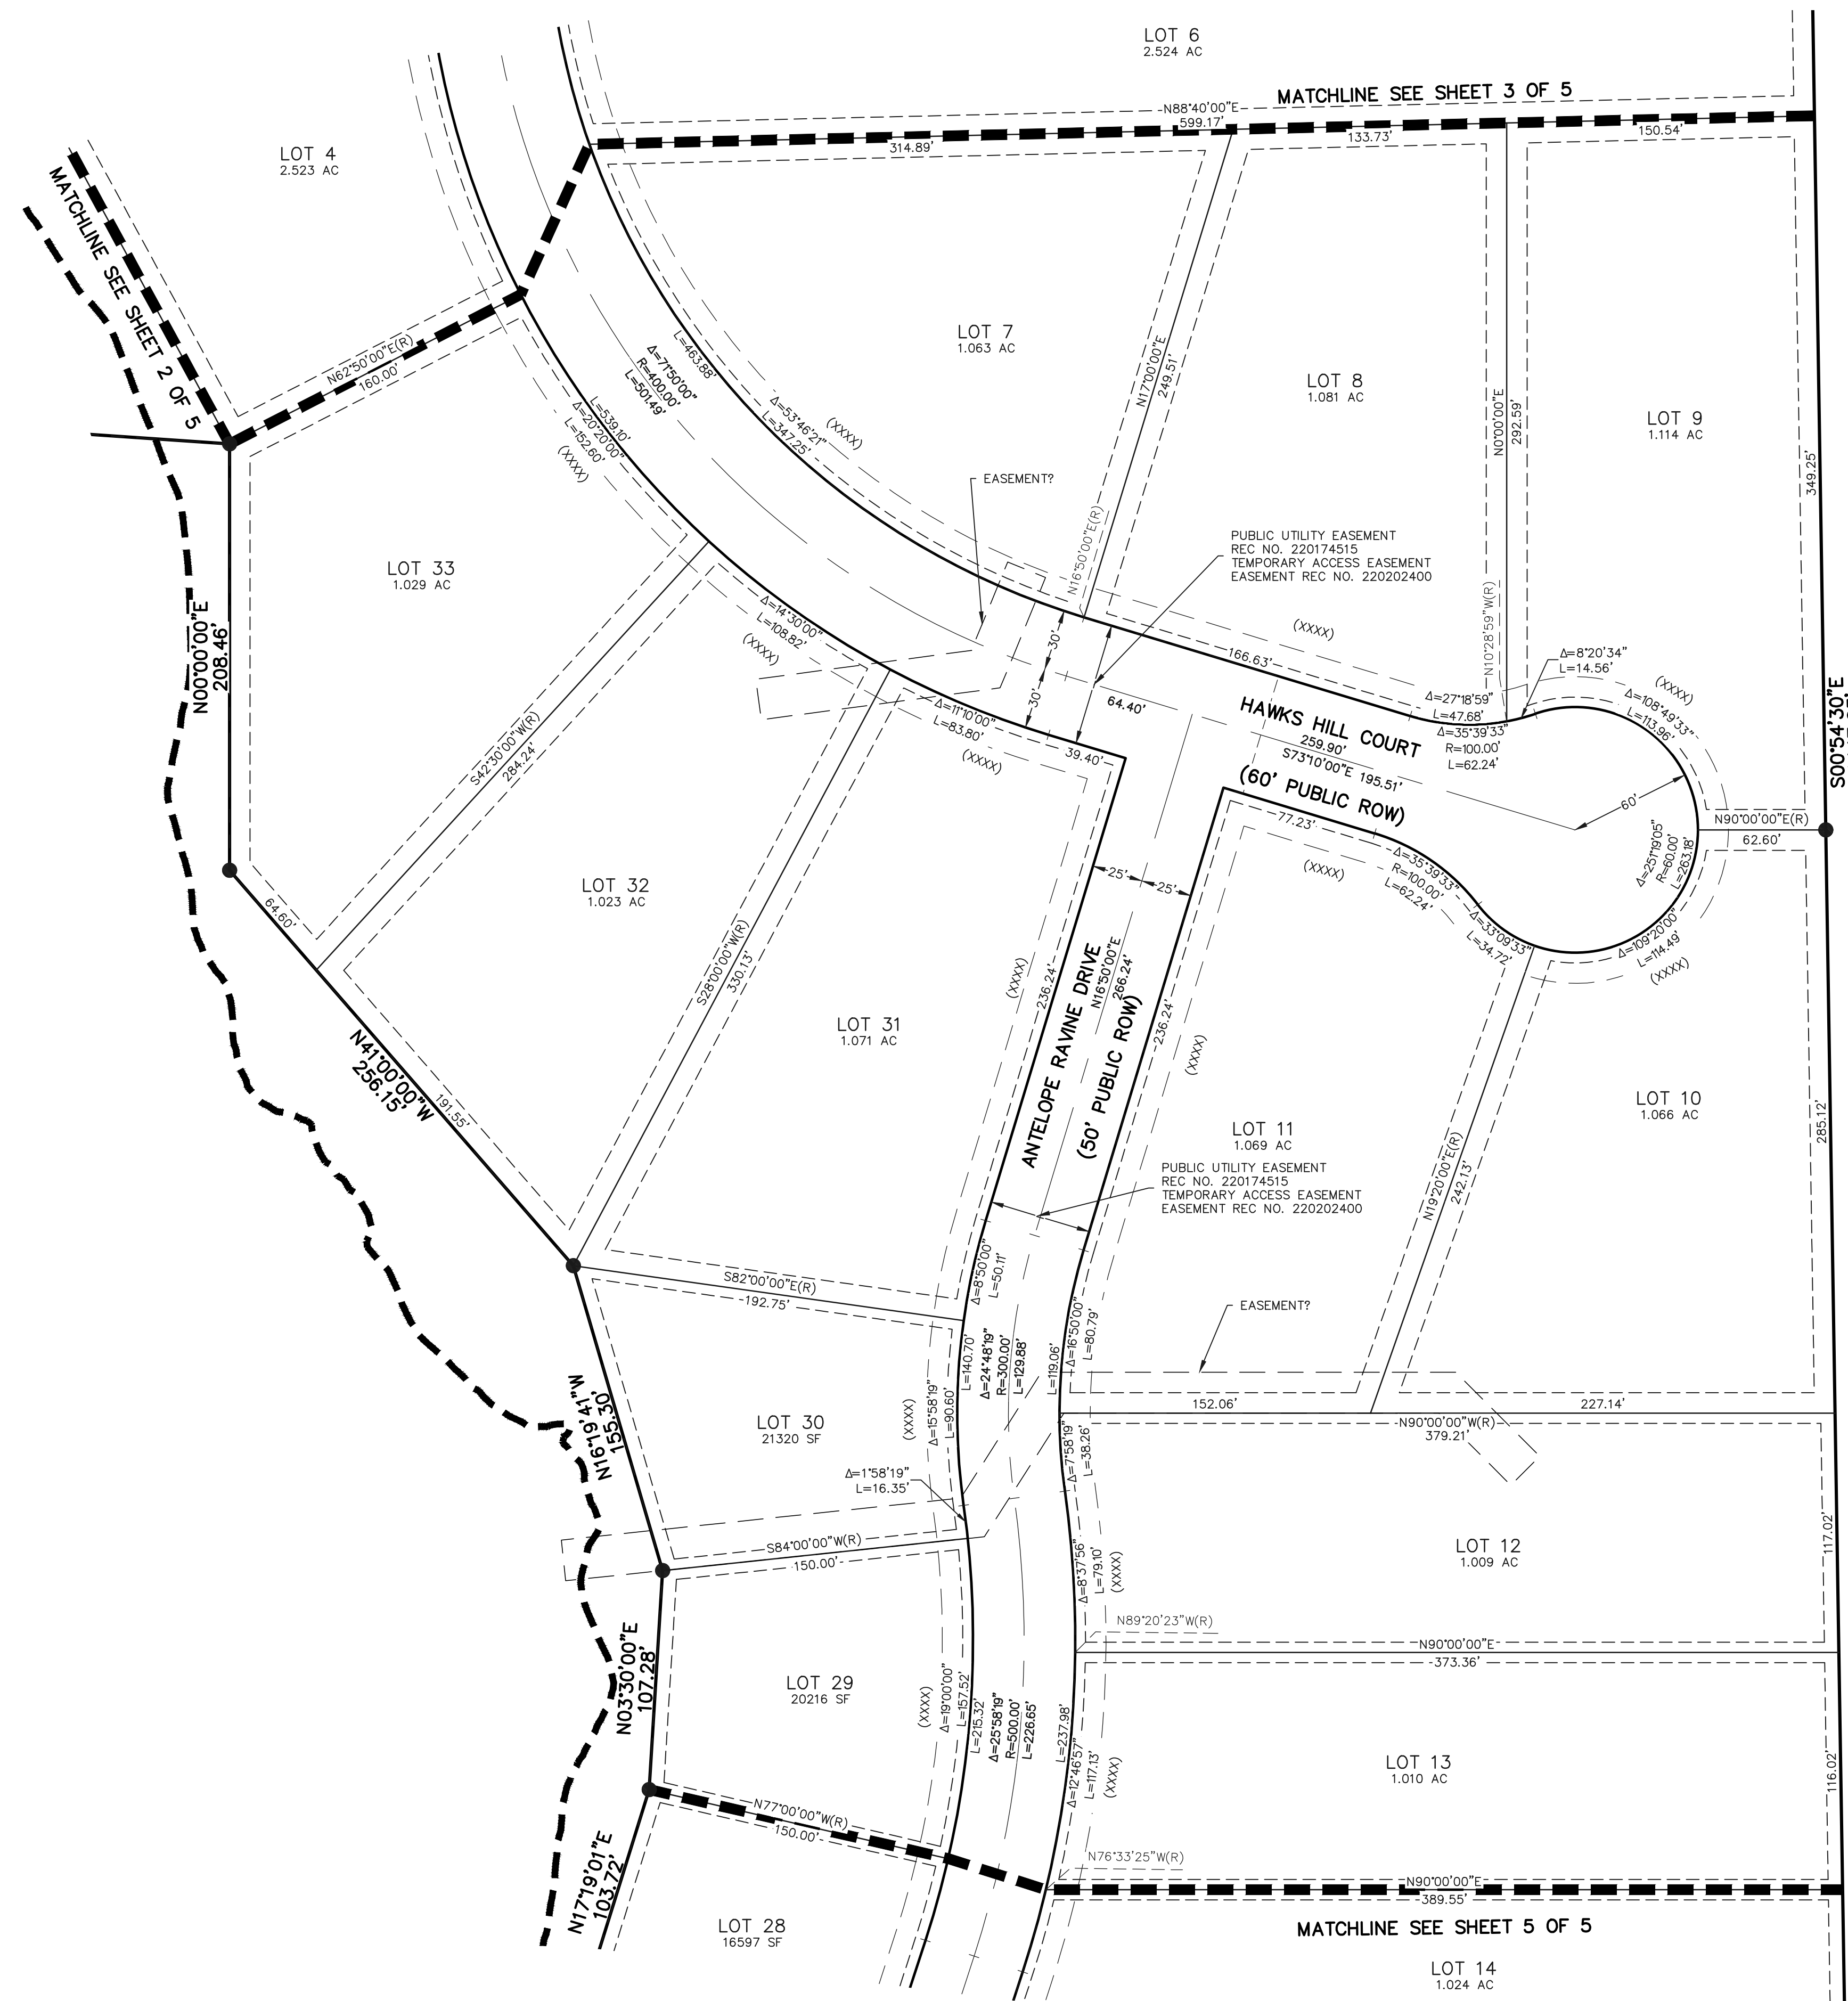 LOT 6
2.524 AC
N88°40'00"E
599.17'
MATCHLINE SEE SHEET 3 OF 5
314.89'
133.73'
150.54'
LOT 4
2.523 AC
MATCHLINE SEE SHEET 2 OF 5
N62°50'00"E(R)
160.00'
L=463.88'
Δ=71°50'00"
R=400.00'
L=501.49'
L=539.10'
Δ=20°20'00"
L=152.60'
(XXXX)
Δ=53°46'21"
L=347.25'
(XXXX)
LOT 7
1.063 AC
N17°00'00"E
249.51'
LOT 8
1.081 AC
N0°00'00"E
292.59'
LOT 9
1.114 AC
349.25'
EASEMENT?
N16°50'00"E(R)
PUBLIC UTILITY EASEMENT
REC NO. 220174515
TEMPORARY ACCESS EASEMENT
EASEMENT REC NO. 220202400
LOT 33
1.029 AC
N00°00'00"E
208.46'
Δ=14°30'00"
L=108.82'
(XXXX)
30'
30'
166.63'
(XXXX)
N10°28'59"W(R)
Δ=8°20'34"
L=14.56'
Δ=108°49'33"
L=113.96'
(XXXX)
S00°54'30"E
S42°30'00"W(R)
284.24'
Δ=11°10'00"
L=83.80'
(XXXX)
39.40'
64.40'
HAWKS HILL COURT
259.90'
S73°10'00"E 195.51'
(60' PUBLIC ROW)
Δ=27°18'59"
L=47.68'
Δ=35°39'33"
R=100.00'
L=62.24'
60'
N90°00'00"E(R)
62.60'
Δ=251°19'05"
R=60.00'
L=263.18'
77.23'
(XXXX)
Δ=35°39'33"
R=100.00'
L=62.24'
Δ=33°09'33"
L=34.72'
Δ=109°20'00"
L=114.49'
(XXXX)
25'
25'
64.60'
LOT 32
1.023 AC
S28°00'00"W(R)
330.13'
LOT 31
1.071 AC
(XXXX)
236.24'
ANTELOPE RAVINE DRIVE
N16°50'00"E
266.24'
(50' PUBLIC ROW)
236.24'
(XXXX)
N41°00'00"W
256.15'
191.55'
LOT 11
1.069 AC
PUBLIC UTILITY EASEMENT
REC NO. 220174515
TEMPORARY ACCESS EASEMENT
EASEMENT REC NO. 220202400
LOT 10
1.066 AC
285.12'
N19°20'00"E(R)
242.13'
S82°00'00"E(R)
192.75'
Δ=8°50'00"
L=50.11'
Δ=16°50'00"
L=80.79'
EASEMENT?
L=140.70'
Δ=24°48'19"
R=300.00'
L=129.88'
L=119.06'
N16°19'41"W
155.30'
LOT 30
21320 SF
(XXXX)
Δ=15°58'19"
L=90.60'
152.06'
227.14'
N90°00'00"W(R)
379.21'
Δ=7°58'19"
L=38.26'
Δ=1°58'19"
L=16.35'
S84°00'00"W(R)
150.00'
LOT 12
1.009 AC
117.02'
Δ=8°37'56"
L=79.10'
(XXXX)
N89°20'23"W(R)
N90°00'00"E
373.36'
N03°30'00"E
107.28'
LOT 29
20216 SF
(XXXX)
Δ=19°00'00"
L=157.52'
L=215.32'
Δ=25°58'19"
R=500.00'
L=226.65'
L=237.98'
Δ=12°46'57"
L=117.13'
(XXXX)
LOT 13
1.010 AC
116.02'
N77°00'00"W(R)
150.00'
N76°33'25"W(R)
N90°00'00"E
389.55'
N17°19'01"E
103.72'
LOT 28
16597 SF
MATCHLINE SEE SHEET 5 OF 5
LOT 14
1.024 AC